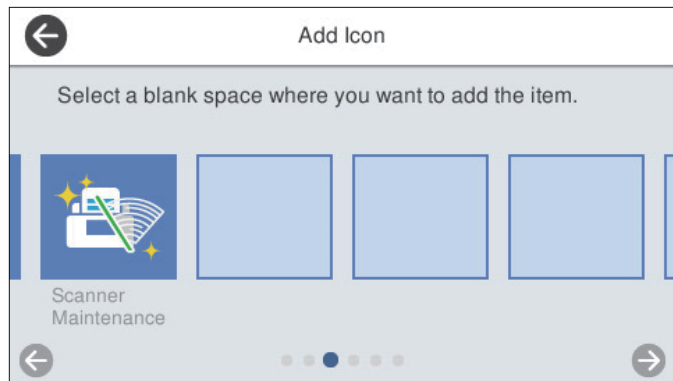 Add Icon
Select a blank space where you want to add the item.
Scanner
Maintenance